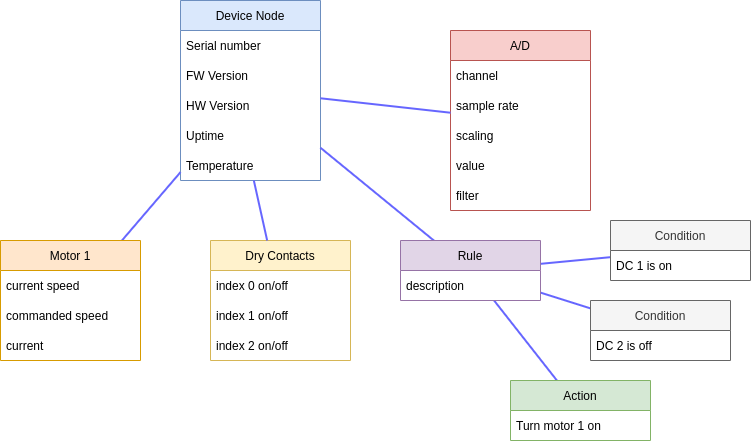 Device Node
Serial number
FW Version
HW Version
Uptime
Temperature
A/D
channel
sample rate
scaling
value
filter
Motor 1
current speed
commanded speed
current
Dry Contacts
index 0 on/off
index 1 on/off
index 2 on/off
Rule
description
Condition
DC 1 is on
Condition
DC 2 is off
Action
Turn motor 1 on